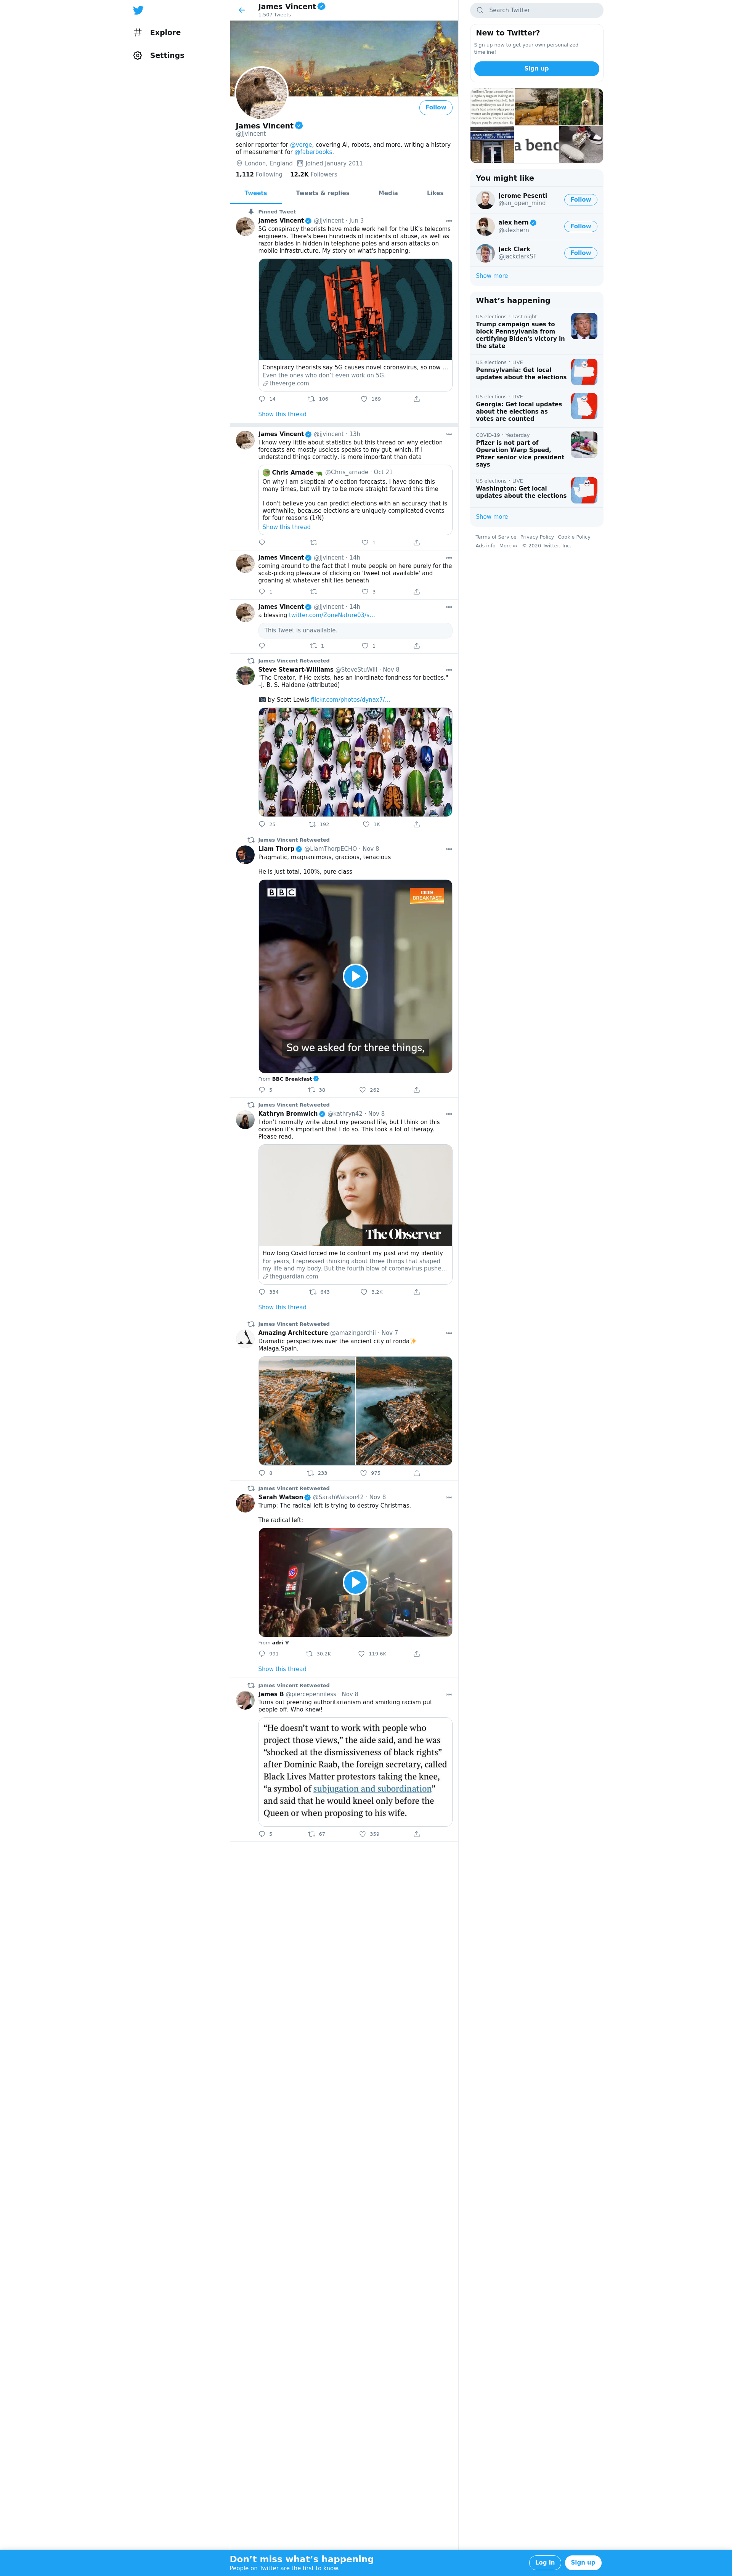 Explore
Settings
James Vincent
1,507 Tweets
Follow
James Vincent
@jjvincent
senior reporter for @verge, covering AI, robots, and more. writing a history
of measurement for @faberbooks.
London, England Joined January 2011
1,112 Following 12.2K Followers
Tweets Tweets & replies Media Likes
Pinned Tweet
James Vincent @jjvincent · Jun 3
5G conspiracy theorists have made work hell for the UK's telecoms
engineers. There's been hundreds of incidents of abuse, as well as
razor blades in hidden in telephone poles and arson attacks on
mobile infrastructure. My story on what's happening:
Conspiracy theorists say 5G causes novel coronavirus, so now …
Even the ones who don't even work on 5G.
theverge.com
14 106 169
Show this thread
James Vincent @jjvincent · 13h
I know very little about statistics but this thread on why election
forecasts are mostly useless speaks to my gut, which, if I
understand things correctly, is more important than data
Chris Arnade 🐢 @Chris_arnade · Oct 21
On why I am skeptical of election forecasts. I have done this
many times, but will try to be more straight forward this time
I don't believe you can predict elections with an accuracy that is
worthwhile, because elections are uniquely complicated events
for four reasons (1/N)
Show this thread
1
James Vincent @jjvincent · 14h
coming around to the fact that I mute people on here purely for the
scab-picking pleasure of clicking on 'tweet not available' and
groaning at whatever shit lies beneath
1 3
James Vincent @jjvincent · 14h
a blessing twitter.com/ZoneNature03/s…
This Tweet is unavailable.
1 1
James Vincent Retweeted
Steve Stewart-Williams @SteveStuWill · Nov 8
"The Creator, if He exists, has an inordinate fondness for beetles."
–J. B. S. Haldane (attributed)
📷 by Scott Lewis flickr.com/photos/dynax7/…
25 192 1K
James Vincent Retweeted
Liam Thorp @LiamThorpECHO · Nov 8
Pragmatic, magnanimous, gracious, tenacious
He is just total, 100%, pure class
BBC
BBC
BREAKFAST
So we asked for three things,
From BBC Breakfast
5 38 262
James Vincent Retweeted
Kathryn Bromwich @kathryn42 · Nov 8
I don't normally write about my personal life, but I think on this
occasion it's important that I do so. This took a lot of therapy.
Please read.
The Observer
How long Covid forced me to confront my past and my identity
For years, I repressed thinking about three things that shaped
my life and my body. But the fourth blow of coronavirus pushe…
theguardian.com
334 643 3.2K
Show this thread
James Vincent Retweeted
Amazing Architecture @amazingarchii · Nov 7
Dramatic perspectives over the ancient city of ronda✨
Malaga,Spain.
8 233 975
James Vincent Retweeted
Sarah Watson @SarahWatson42 · Nov 8
Trump: The radical left is trying to destroy Christmas.
The radical left:
From adri ♛
991 30.2K 119.6K
Show this thread
James Vincent Retweeted
James B @piercepenniless · Nov 8
Turns out preening authoritarianism and smirking racism put
people off. Who knew!
“He doesn’t want to work with people who
project those views,” the aide said, and he was
“shocked at the dismissiveness of black rights”
after Dominic Raab, the foreign secretary, called
Black Lives Matter protestors taking the knee,
“a symbol of subjugation and subordination”
and said that he would kneel only before the
Queen or when proposing to his wife.
5 67 359
Search Twitter
New to Twitter?
Sign up now to get your own personalized
timeline!
Sign up
a benc
You might like
Jerome Pesenti
@an_open_mind
Follow
alex hern
@alexhern
Follow
Jack Clark
@jackclarkSF
Follow
Show more
What's happening
US elections · Last night
Trump campaign sues to
block Pennsylvania from
certifying Biden's victory in
the state
US elections · LIVE
Pennsylvania: Get local
updates about the elections
US elections · LIVE
Georgia: Get local updates
about the elections as
votes are counted
COVID-19 · Yesterday
Pfizer is not part of
Operation Warp Speed,
Pfizer senior vice president
says
US elections · LIVE
Washington: Get local
updates about the elections
Show more
Terms of Service Privacy Policy Cookie Policy
Ads info More © 2020 Twitter, Inc.
Don't miss what's happening
People on Twitter are the first to know.
Log in Sign up